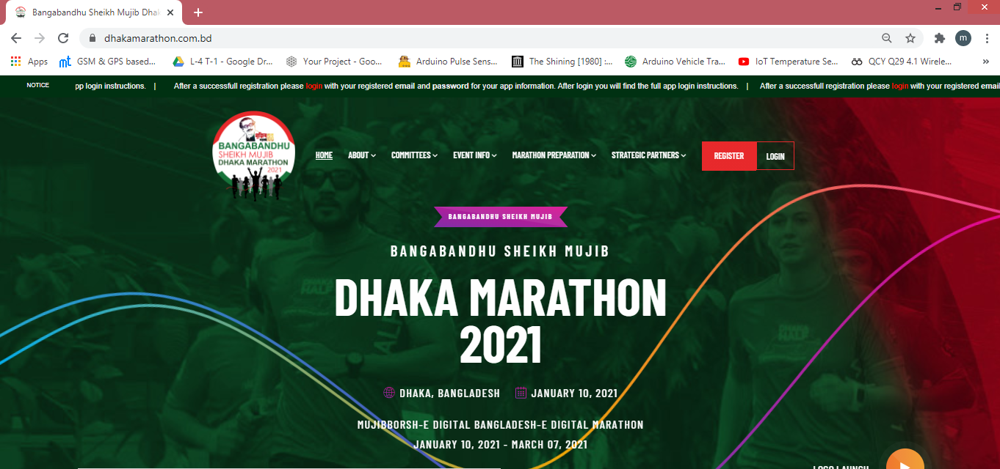 Bangabandhu Sheikh Mujib Dha
dhakamarathon.com.bd
m
Apps
GSM & GPS based...
L-4 T-1 - Google Dr...
Your Project - Goo...
Arduino Pulse Sens...
The Shining [1980] :...
Arduino Vehicle Tra...
IoT Temperature Se...
QCY Q29 4.1 Wirele...
NOTICE
pp login instructions. | After a successfull registration please login with your registered email and password for your app information. After login you will find the full app login instructions. | After a successfull registration please login with your registered email
BANGABANDHU
SHEIKH MUJIB
DHAKA MARATHON
2021
HOME
ABOUT
COMMITTEES
EVENT INFO
MARATHON PREPARATION
STRATEGIC PARTNERS
REGISTER
LOGIN
BANGABANDHU SHEIKH MUJIB
BANGABANDHU SHEIKH MUJIB
DHAKA MARATHON
2021
DHAKA, BANGLADESH
JANUARY 10, 2021
MUJIBBORSH-E DIGITAL BANGLADESH-E DIGITAL MARATHON
JANUARY 10, 2021 - MARCH 07, 2021
LOGO LAUNCH